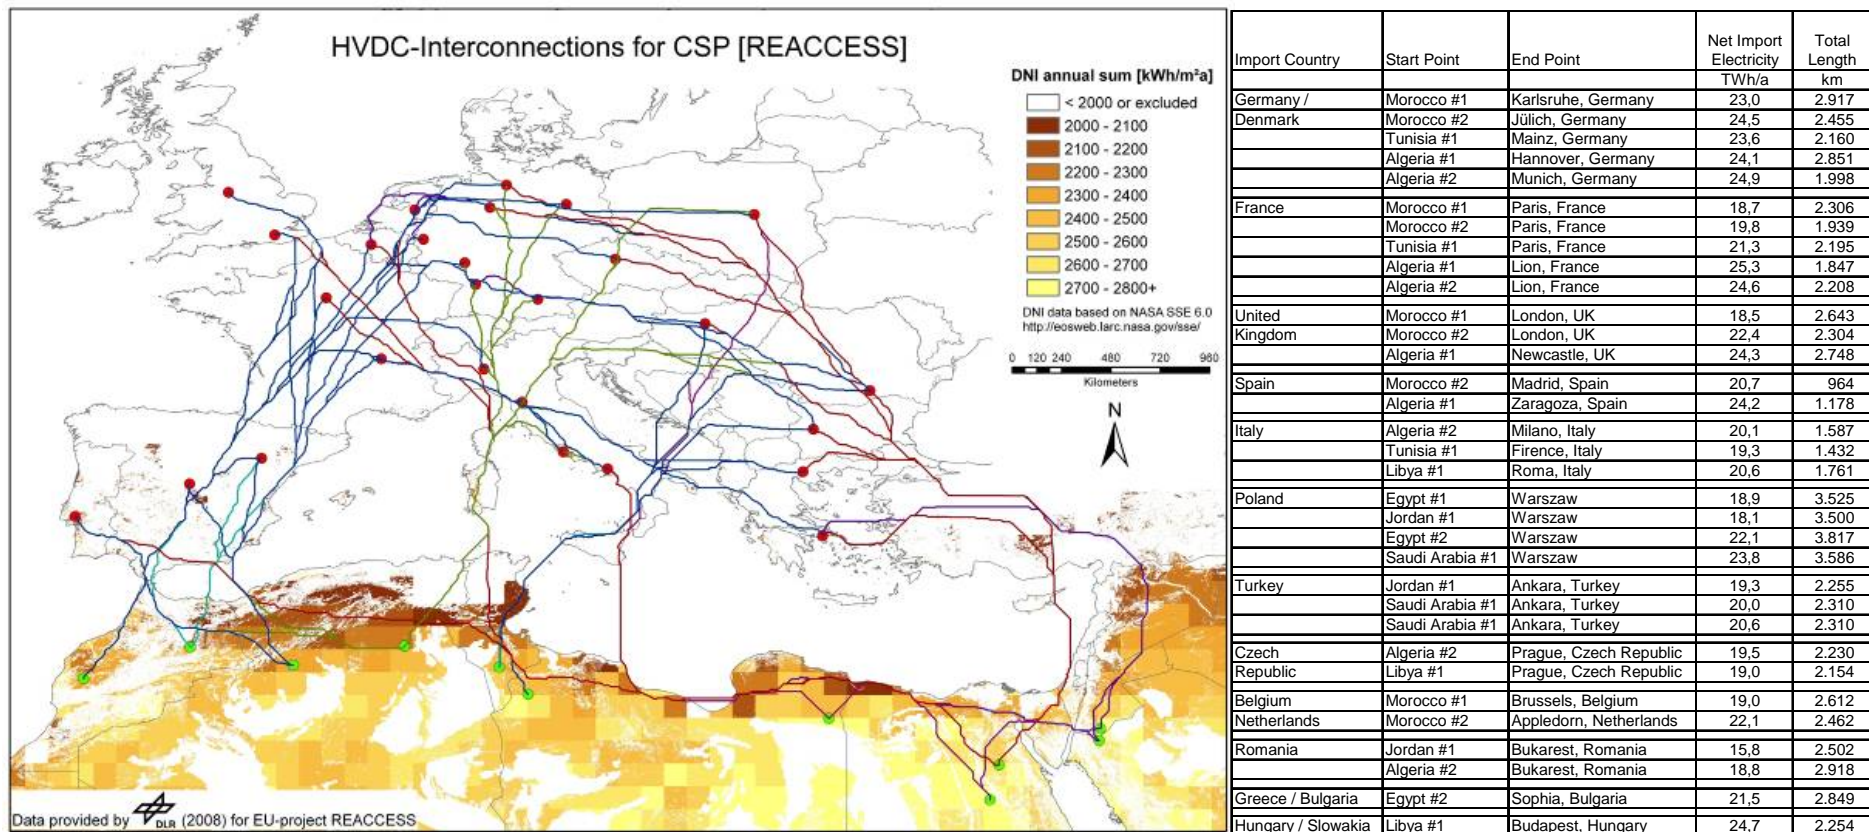 HVDC-Interconnections for CSP [REACCESS]
DNI annual sum [kWh/m²a]
< 2000 or excluded
2000 - 2100
2100 - 2200
2200 - 2300
2300 - 2400
2400 - 2500
2500 - 2600
2600 - 2700
2700 - 2800+
DNI data based on NASA SSE 6.0
http://eosweb.larc.nasa.gov/sse/
0 120 240 480 720 960
Kilometers
N
Data provided by DLR (2008) for EU-project REACCESS
Import Country Start Point End Point Net Import Electricity Total Length
TWh/a km
Germany / Morocco #1 Karlsruhe, Germany 23,0 2.917
Denmark Morocco #2 Jülich, Germany 24,5 2.455
Tunisia #1 Mainz, Germany 23,6 2.160
Algeria #1 Hannover, Germany 24,1 2.851
Algeria #2 Munich, Germany 24,9 1.998
France Morocco #1 Paris, France 18,7 2.306
Morocco #2 Paris, France 19,8 1.939
Tunisia #1 Paris, France 21,3 2.195
Algeria #1 Lion, France 25,3 1.847
Algeria #2 Lion, France 24,6 2.208
United Morocco #1 London, UK 18,5 2.643
Kingdom Morocco #2 London, UK 22,4 2.304
Algeria #1 Newcastle, UK 24,3 2.748
Spain Morocco #2 Madrid, Spain 20,7 964
Algeria #1 Zaragoza, Spain 24,2 1.178
Italy Algeria #2 Milano, Italy 20,1 1.587
Tunisia #1 Firence, Italy 19,3 1.432
Libya #1 Roma, Italy 20,6 1.761
Poland Egypt #1 Warszaw 18,9 3.525
Jordan #1 Warszaw 18,1 3.500
Egypt #2 Warszaw 22,1 3.817
Saudi Arabia #1 Warszaw 23,8 3.586
Turkey Jordan #1 Ankara, Turkey 19,3 2.255
Saudi Arabia #1 Ankara, Turkey 20,0 2.310
Saudi Arabia #1 Ankara, Turkey 20,6 2.310
Czech Algeria #2 Prague, Czech Republic 19,5 2.230
Republic Libya #1 Prague, Czech Republic 19,0 2.154
Belgium Morocco #1 Brussels, Belgium 19,0 2.612
Netherlands Morocco #2 Appledorn, Netherlands 22,1 2.462
Romania Jordan #1 Bukarest, Romania 15,8 2.502
Algeria #2 Bukarest, Romania 18,8 2.918
Greece / Bulgaria Egypt #2 Sophia, Bulgaria 21,5 2.849
Hungary / Slowakia Libya #1 Budapest, Hungary 24,7 2.254